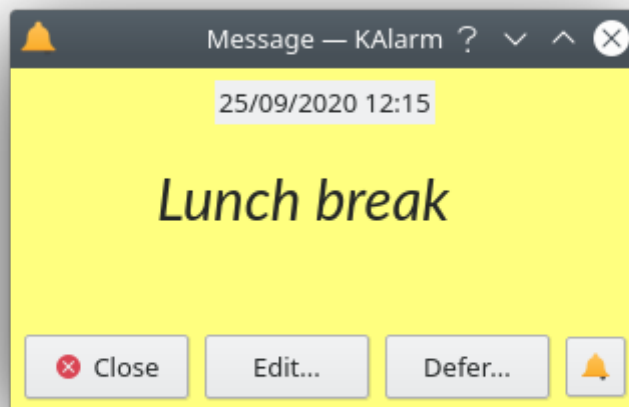 Message — KAlarm ?
25/09/2020 12:15
Lunch break
Close Edit... Defer...